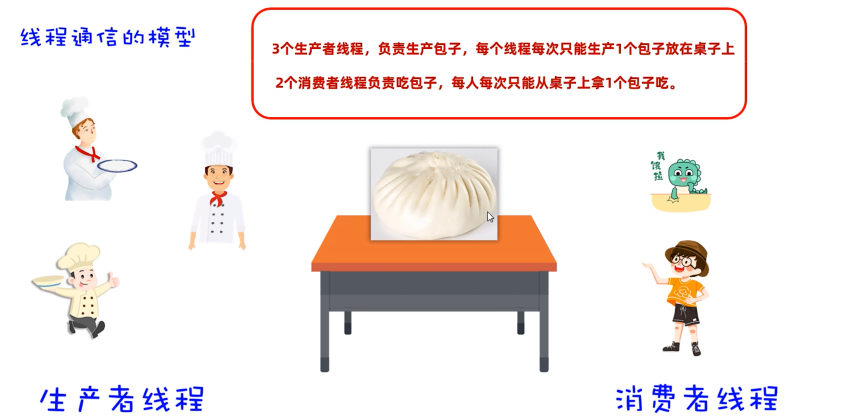 线程通信的模型
3个生产者线程，负责生产包子，每个线程每次只能生产1个包子放在桌子上
2个消费者线程负责吃包子，每人每次只能从桌子上拿1个包子吃。
我饿啦
生产者线程
消费者线程